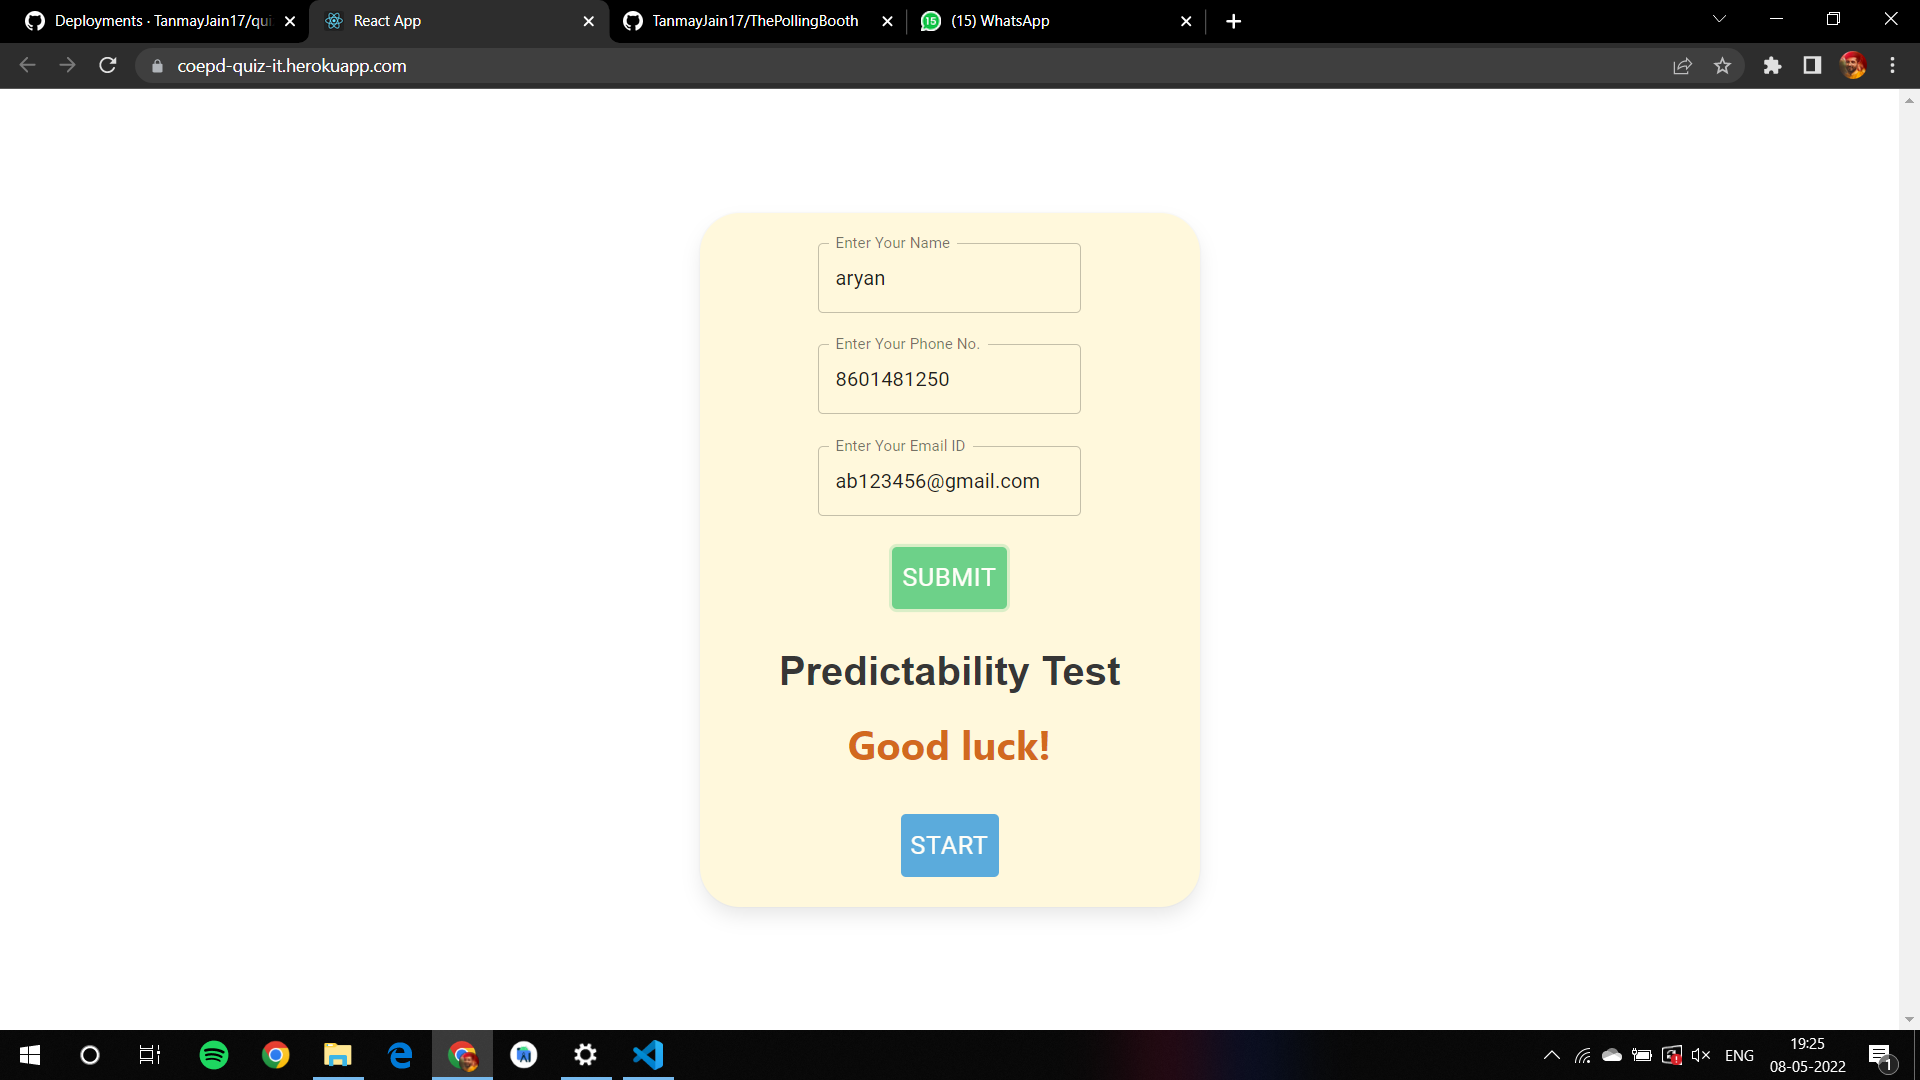 Deployments · TanmayJain17/qui
React App
TanmayJain17/ThePollingBooth
(15) WhatsApp
coepd-quiz-it.herokuapp.com
Enter Your Name
aryan
Enter Your Phone No.
8601481250
Enter Your Email ID
ab123456@gmail.com
SUBMIT
Predictability Test
Good luck!
START
ENG
19:25
08-05-2022
1